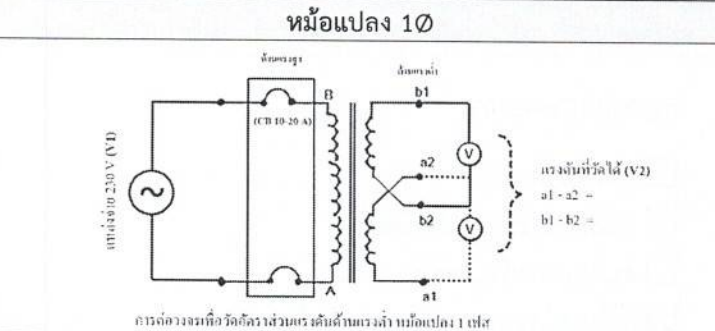 หม้อแปลง 1Ø
ด้านแรงสูง
ด้านแรงต่ำ
B
b1
(CB 10-20 A)
แหล่งจ่าย 230 V (V1)
V
a2
แรงดันที่วัดได้ (V2)
a1 - a2 =
b2
V
b1 - b2 =
A
a1
การต่อวงจรเพื่อวัดอัตราส่วนแรงดันด้านแรงต่ำ หม้อแปลง 1 เฟส